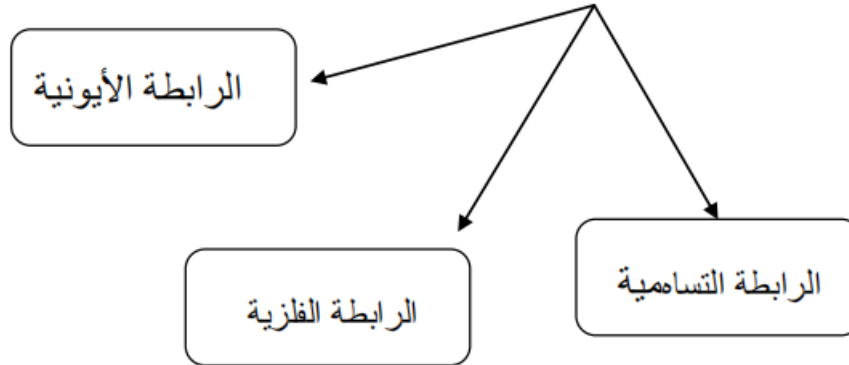 الرابطة الأيونية
الرابطة التساهمية
الرابطة الفلزية